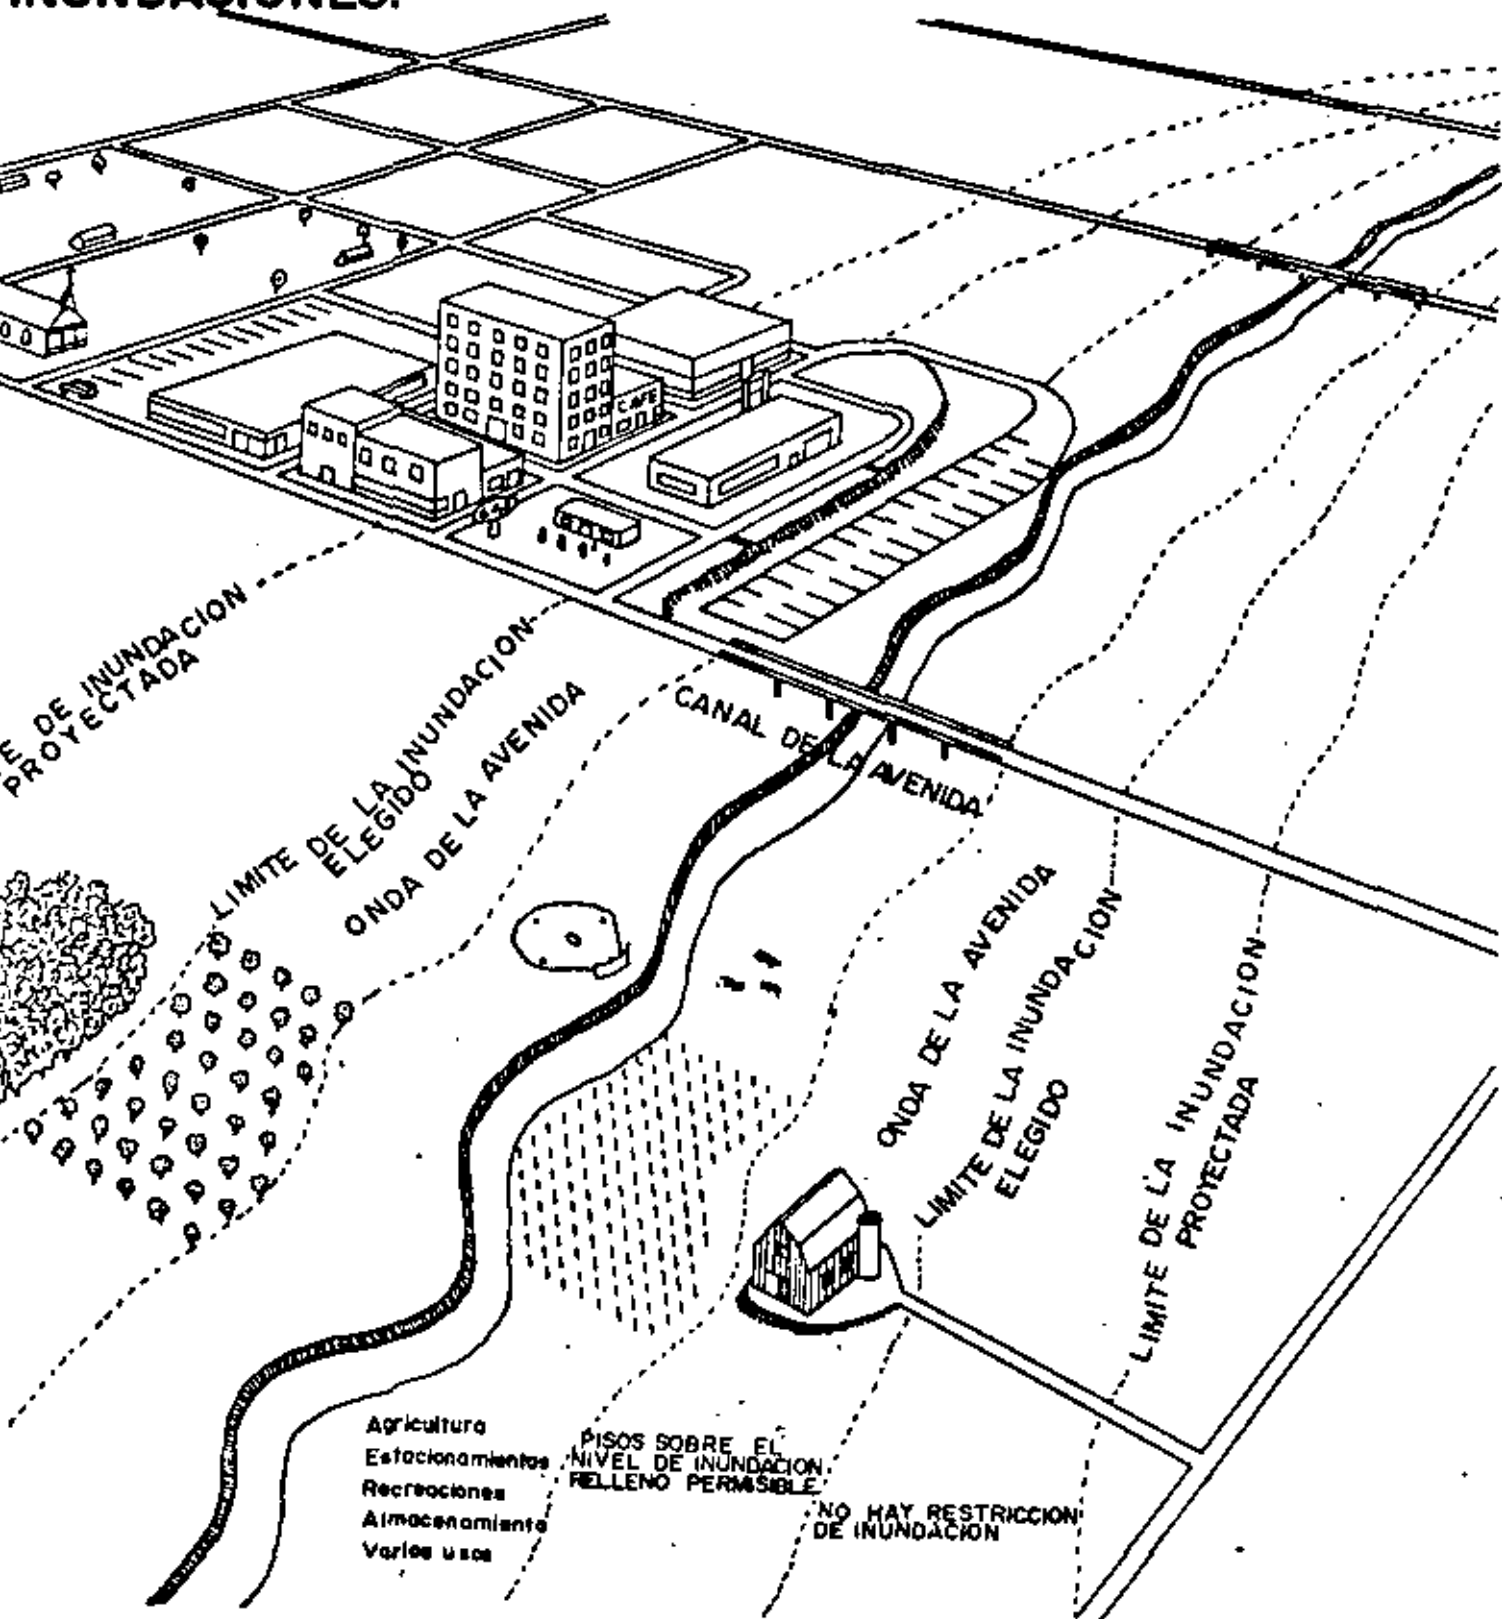 INUNDACIONES.
CAFE
DE INUNDACION
PROYECTADA
LIMITE DE LA INUNDACION
ELEGIDO
ONDA DE LA AVENIDA
CANAL DE LA AVENIDA
ONDA DE LA AVENIDA
LIMITE DE LA INUNDACION
ELEGIDO
LIMITE DE LA INUNDACION
PROYECTADA
Agricultura
Estacionamientos
Recreaciones
Almacenamiento
Varios usos
PISOS SOBRE EL
NIVEL DE INUNDACION
RELLENO PERMISIBLE
NO HAY RESTRICCION
DE INUNDACION